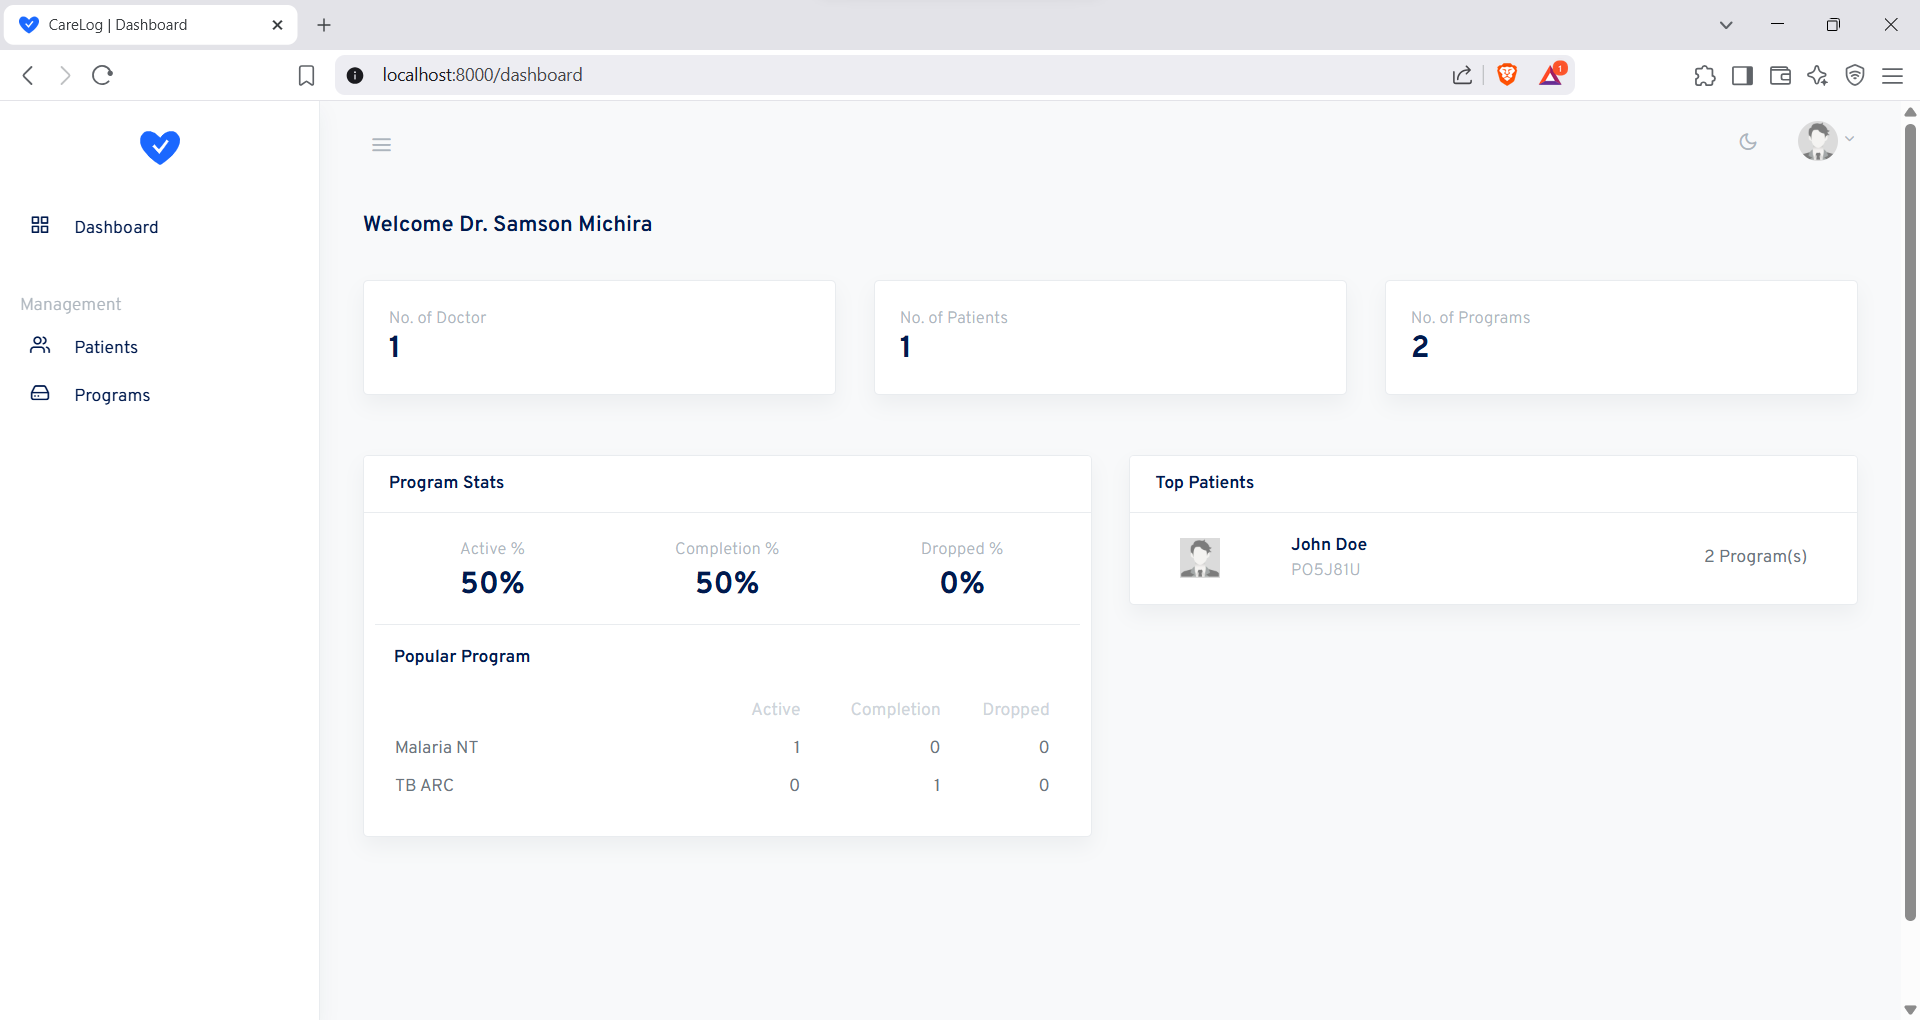 CareLog | Dashboard
localhost:8000/dashboard
1
Dashboard
Management
Patients
Programs
Welcome Dr. Samson Michira
No. of Doctor
1
No. of Patients
1
No. of Programs
2
Program Stats
Active %
50%
Completion %
50%
Dropped %
0%
Popular Program
Active Completion Dropped
Malaria NT 1 0 0
TB ARC 0 1 0
Top Patients
John Doe
PO5J81U
2 Program(s)